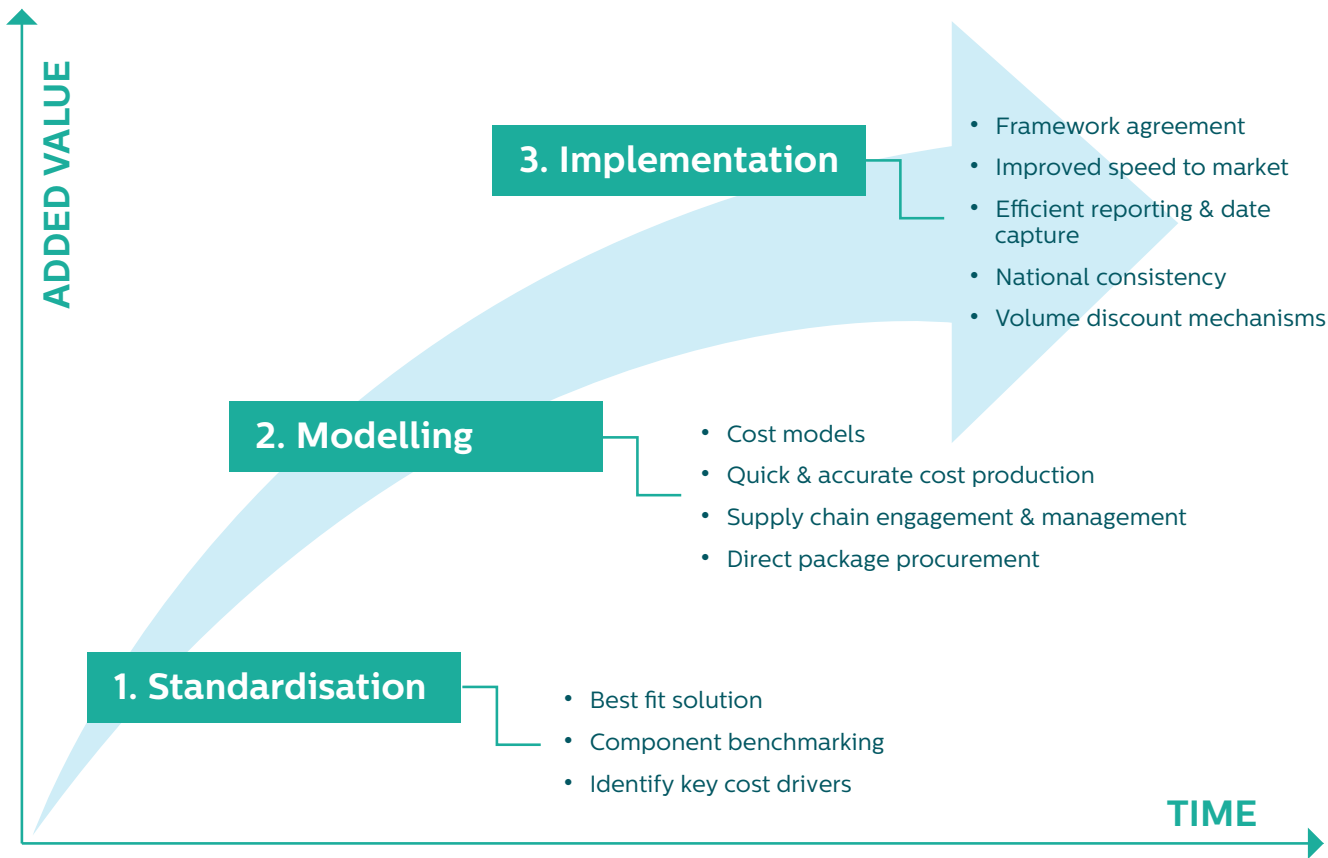 ADDED VALUE
3. Implementation
• Framework agreement
• Improved speed to market
• Efficient reporting & date
capture
• National consistency
• Volume discount mechanisms
2. Modelling
• Cost models
• Quick & accurate cost production
• Supply chain engagement & management
• Direct package procurement
1. Standardisation
• Best fit solution
• Component benchmarking
• Identify key cost drivers
TIME